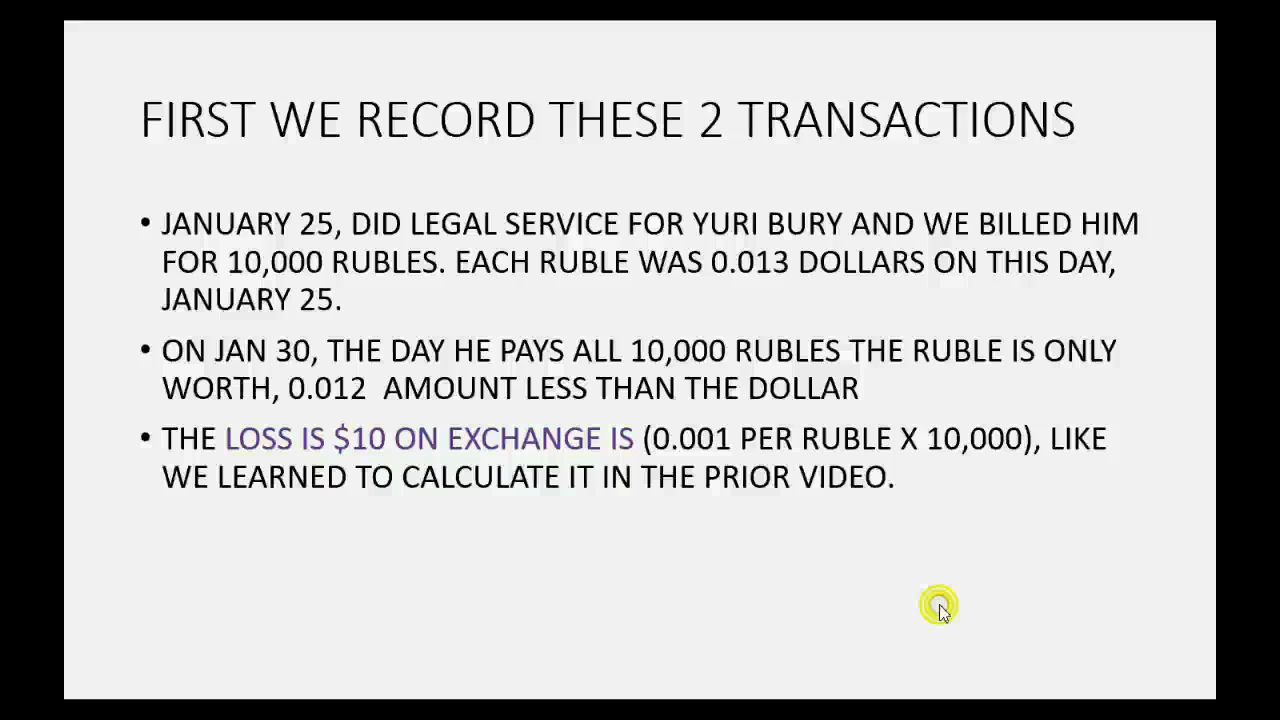 FIRST WE RECORD THESE 2 TRANSACTIONS
• JANUARY 25, DID LEGAL SERVICE FOR YURI BURY AND WE BILLED HIM
FOR 10,000 RUBLES. EACH RUBLE WAS 0.013 DOLLARS ON THIS DAY,
JANUARY 25.
• ON JAN 30, THE DAY HE PAYS ALL 10,000 RUBLES THE RUBLE IS ONLY
WORTH, 0.012 AMOUNT LESS THAN THE DOLLAR
• THE LOSS IS $10 ON EXCHANGE IS (0.001 PER RUBLE X 10,000), LIKE
WE LEARNED TO CALCULATE IT IN THE PRIOR VIDEO.